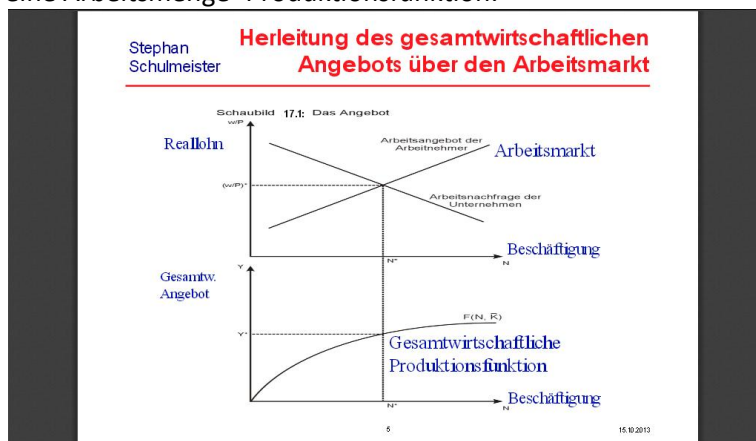 eine Arbeitsmenge- Produktionsfunktion.
Stephan
Schulmeister
Herleitung des gesamtwirtschaftlichen
Angebots über den Arbeitsmarkt
Schaubild 17.1: Das Angebot
w/P
Reallohn
Arbeitsangebot der
Arbeitnehmer
Arbeitsmarkt
(w/P)*
Arbeitsnachfrage der
Unternehmen
Beschäftigung
N*
N
Y
Gesamtw.
Angebot
F(N, K̄)
Y*
Gesamtwirtschaftliche
Produktionsfunktion
Beschäftigung
N*
N
5
15.10.2013